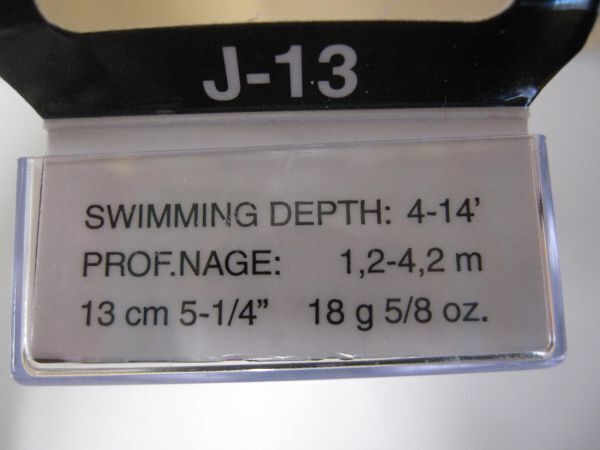 J-13
SWIMMING DEPTH: 4-14'
PROF.NAGE: 1,2-4,2 m
13 cm 5-1/4" 18 g 5/8 oz.